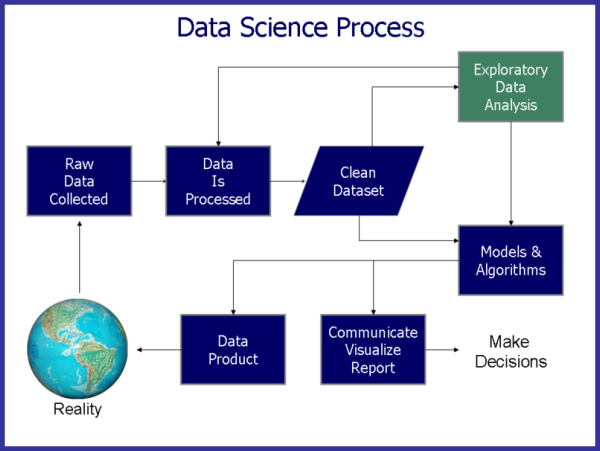 Data Science Process
Exploratory
Data
Analysis
Raw
Data
Collected
Data
Is
Processed
Clean
Dataset
Models &
Algorithms
Data
Product
Communicate
Visualize
Report
Make
Decisions
Reality